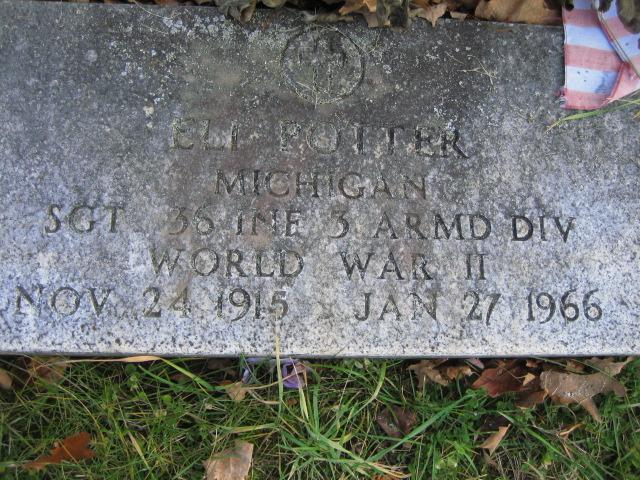 ELI POTTER
MICHIGAN
SGT 36 INF 3 ARMD DIV
WORLD WAR II
NOV 24 1915 JAN 27 1966